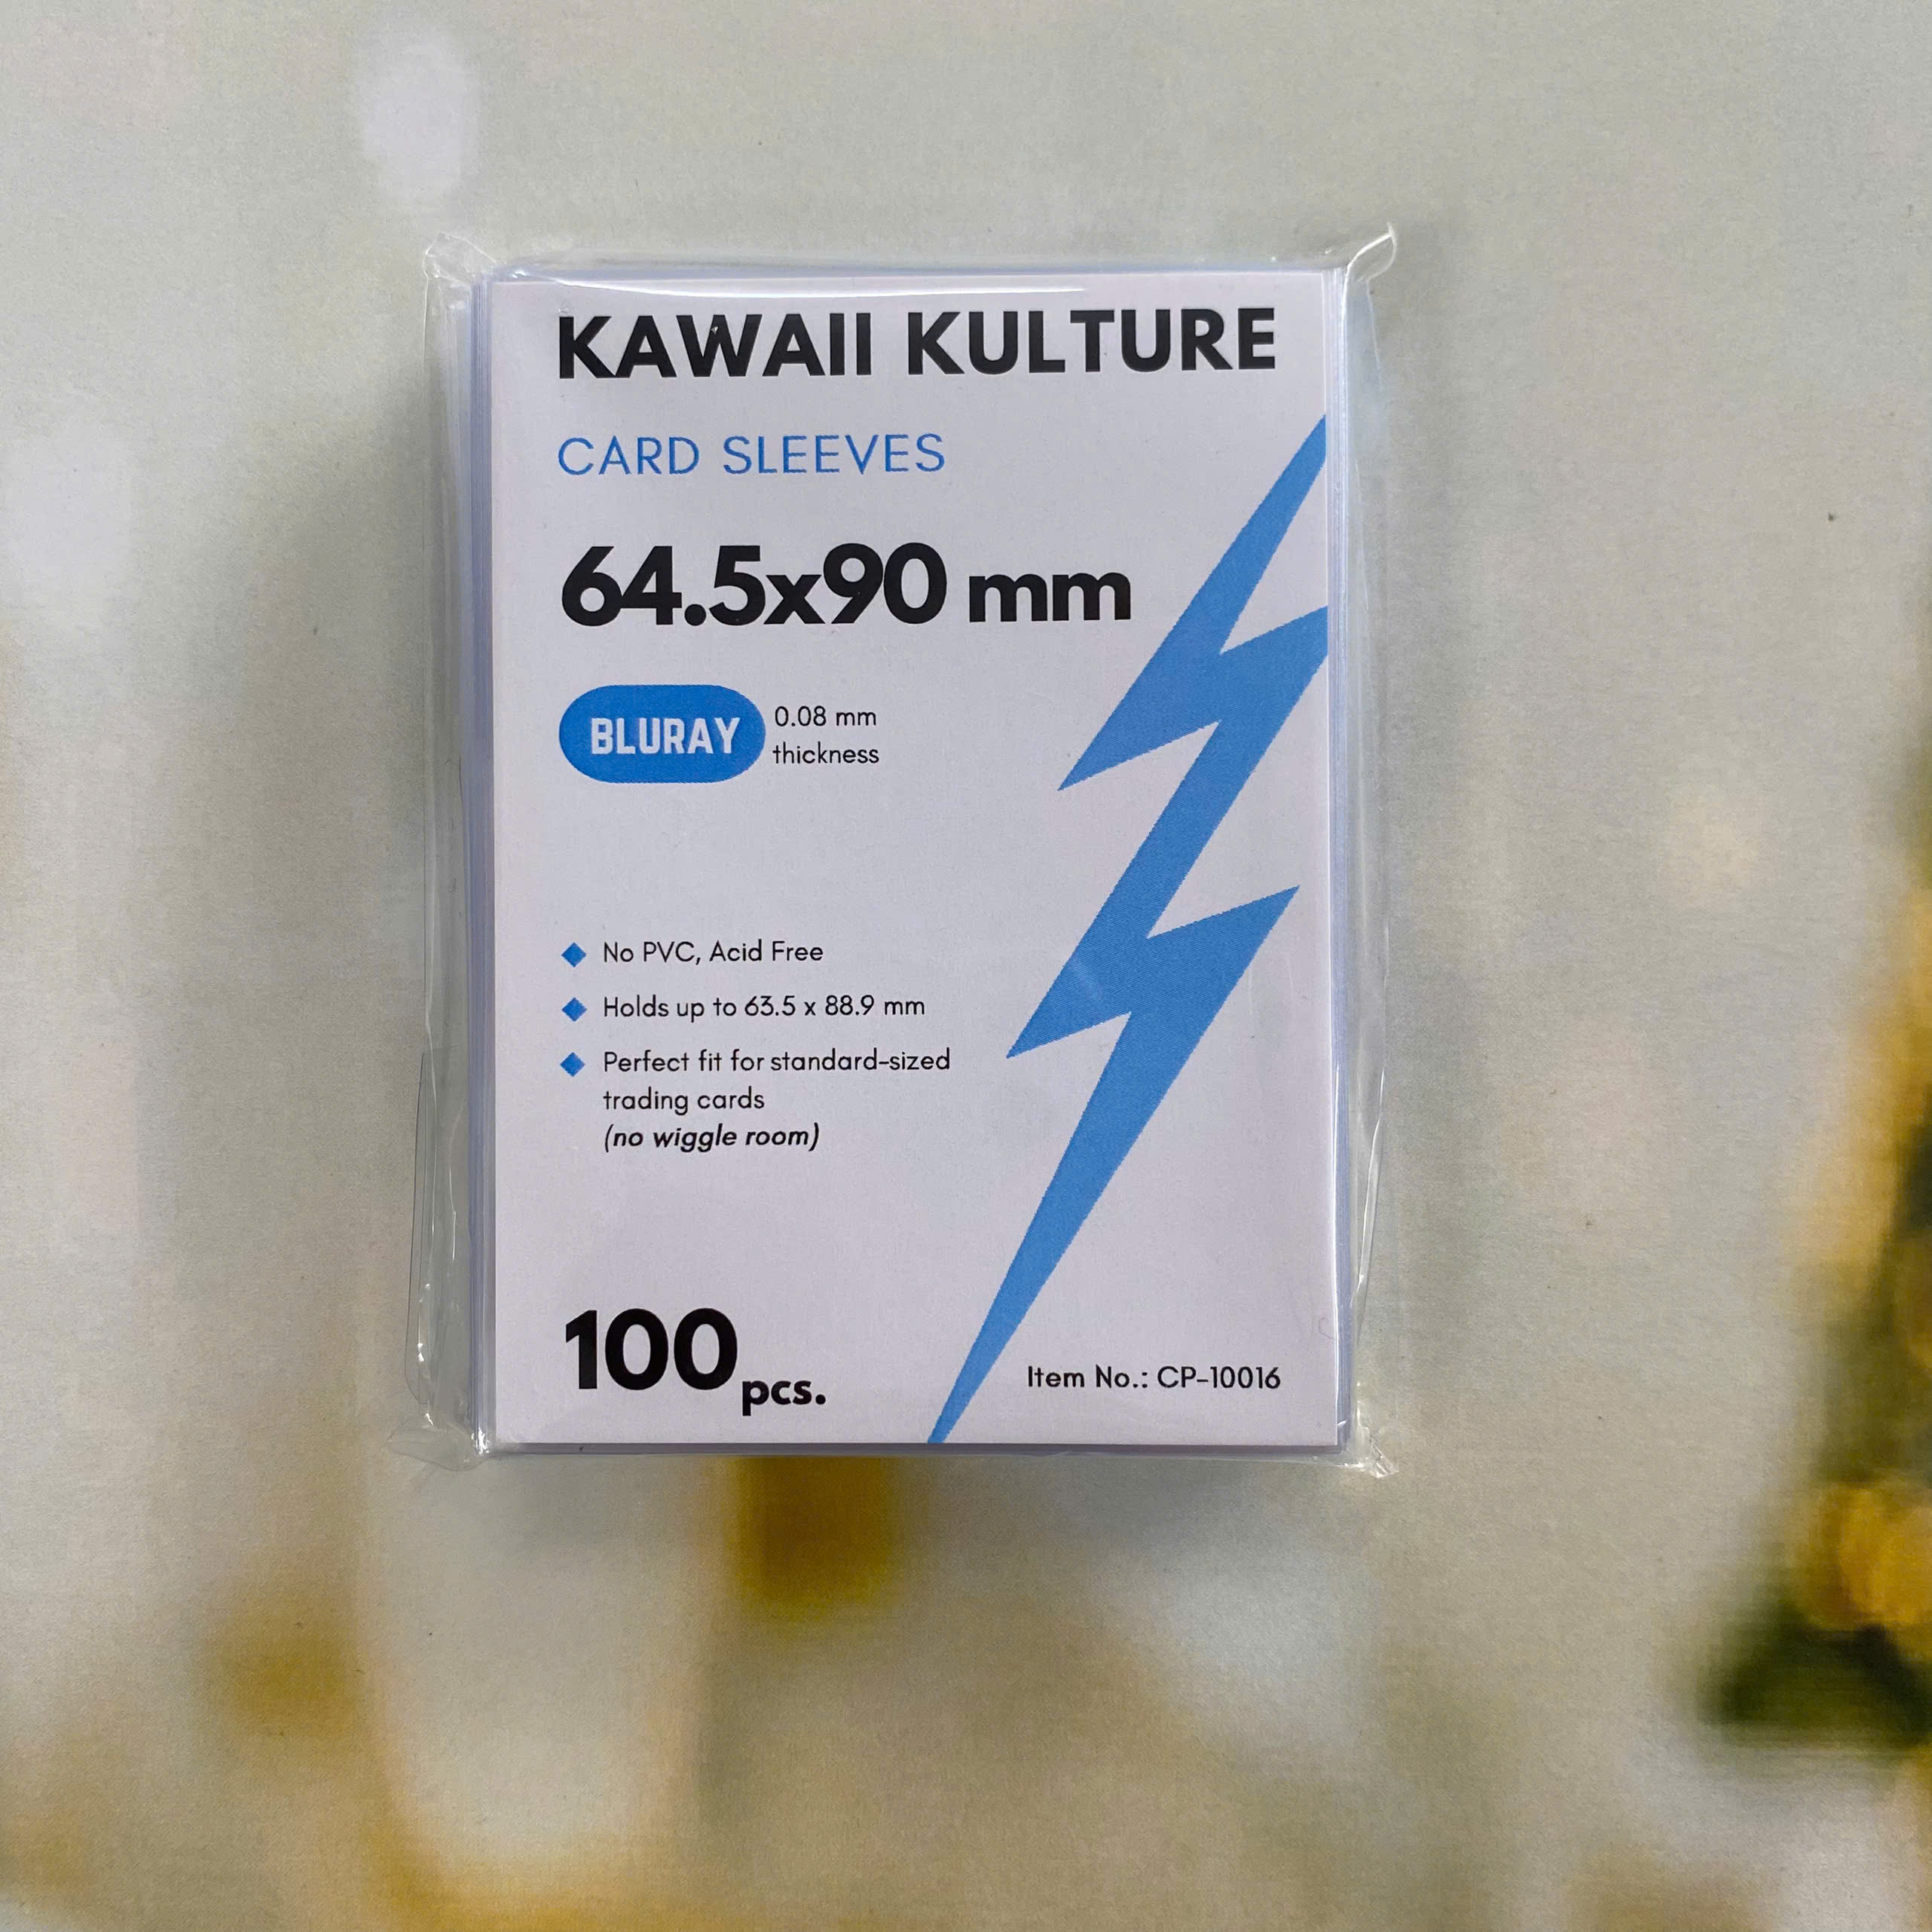 KAWAII KULTURE
CARD SLEEVES
64.5x90 mm
BLURAY
0.08 mm
thickness
No PVC, Acid Free
Holds up to 63.5 x 88.9 mm
Perfect fit for standard-sized
trading cards
(no wiggle room)
100 pcs.
Item No.: CP-10016